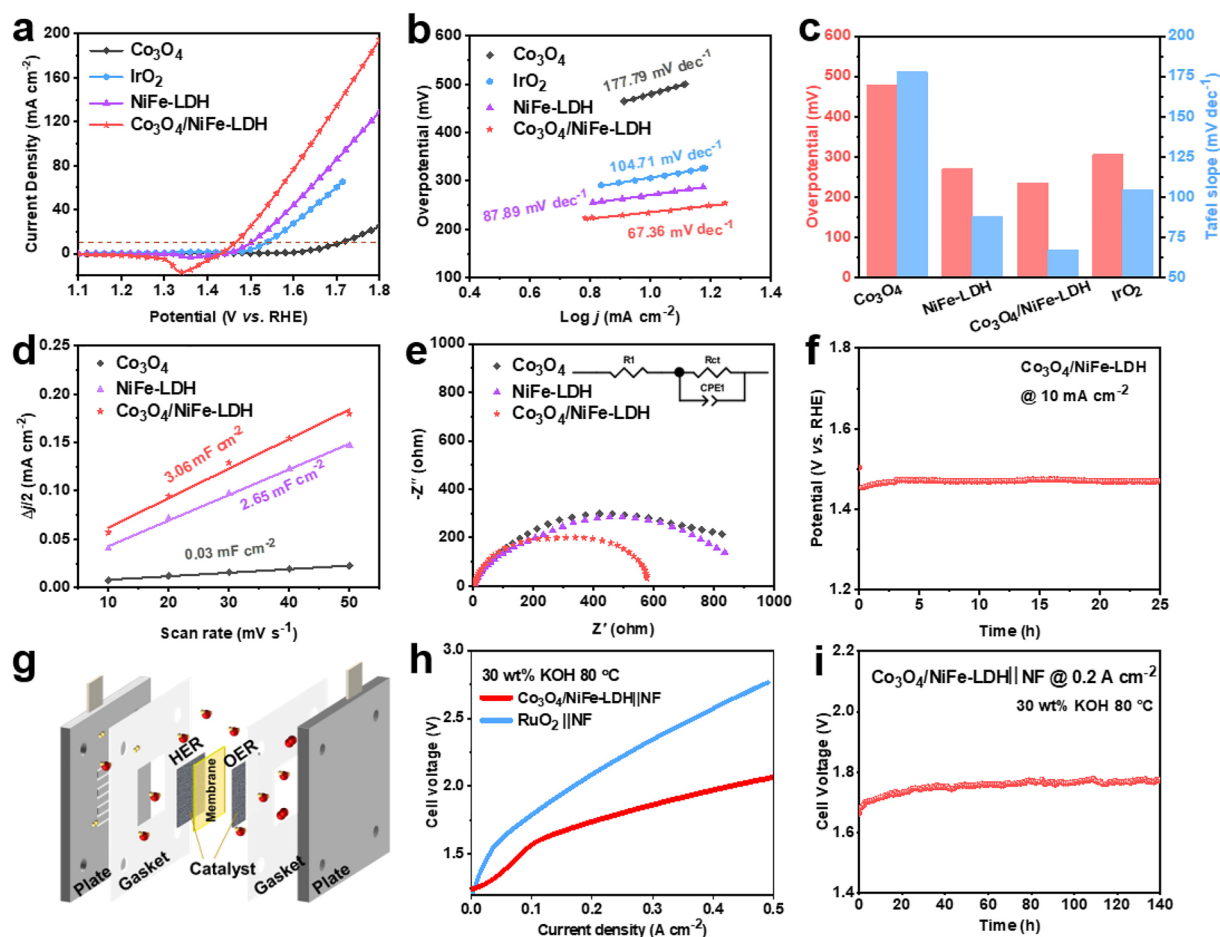 a
Current Density (mA cm⁻²)
200
160
120
80
40
0
Co₃O₄
IrO₂
NiFe-LDH
Co₃O₄/NiFe-LDH
1.1 1.2 1.3 1.4 1.5 1.6 1.7 1.8
Potential (V vs. RHE)
b
Overpotential (mV)
600
500
400
300
200
100
Co₃O₄
IrO₂
NiFe-LDH
Co₃O₄/NiFe-LDH
177.79 mV dec⁻¹
104.71 mV dec⁻¹
87.89 mV dec⁻¹
67.36 mV dec⁻¹
0.4 0.6 0.8 1.0 1.2 1.4
Log j (mA cm⁻²)
c
Overpotential (mV)
600
500
400
300
200
100
0
Co₃O₄
NiFe-LDH
Co₃O₄/NiFe-LDH
IrO₂
200
175
150
125
100
75
50
Tafel slope (mV dec⁻¹)
d
Δj/2 (mA cm⁻²)
0.25
0.20
0.15
0.10
0.05
0.00
Co₃O₄
NiFe-LDH
Co₃O₄/NiFe-LDH
3.06 mF cm⁻²
2.65 mF cm⁻²
0.03 mF cm⁻²
10 20 30 40 50
Scan rate (mV s⁻¹)
e
-Z″ (ohm)
1000
800
600
400
200
0
Co₃O₄
NiFe-LDH
Co₃O₄/NiFe-LDH
R1
Rct
CPE1
0 200 400 600 800 1000
Z′ (ohm)
f
Potential (V vs. RHE)
1.8
1.6
1.4
1.2
Co₃O₄/NiFe-LDH
@ 10 mA cm⁻²
0 5 10 15 20 25
Time (h)
g
HER
OER
Membrane
Catalyst
Plate
Gasket
Gasket
Plate
h
Cell voltage (V)
3.0
2.5
2.0
1.5
30 wt% KOH 80 °C
Co₃O₄/NiFe-LDH||NF
RuO₂||NF
0.0 0.1 0.2 0.3 0.4 0.5
Current density (A cm⁻²)
i
Cell Voltage (V)
2.2
2.0
1.8
1.6
1.4
Co₃O₄/NiFe-LDH||NF @ 0.2 A cm⁻²
30 wt% KOH 80 °C
0 20 40 60 80 100 120 140
Time (h)